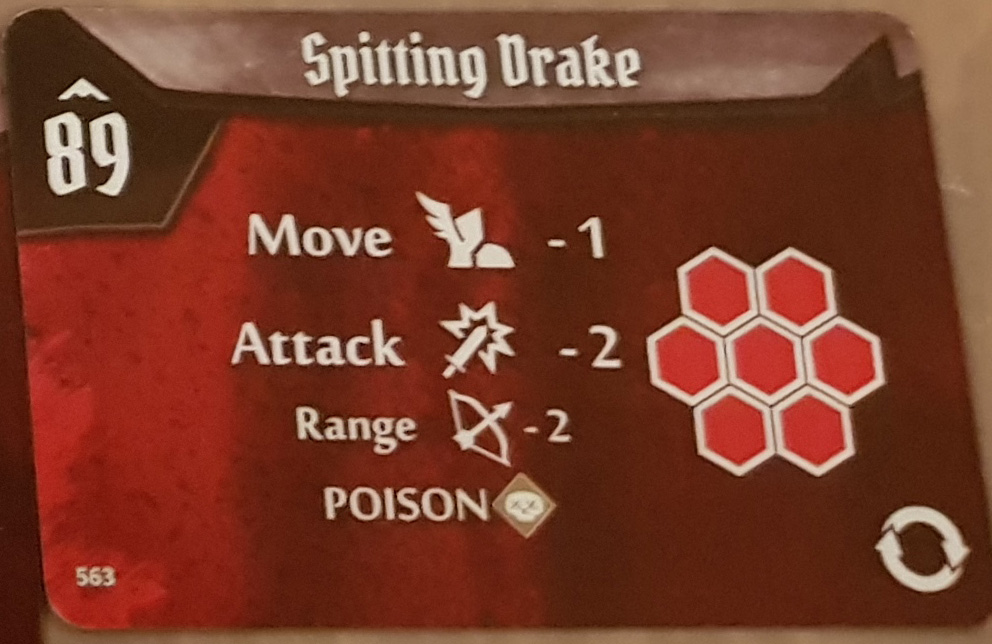 Spitting Drake
89
Move - 1
Attack - 2
Range - 2
POISON
563